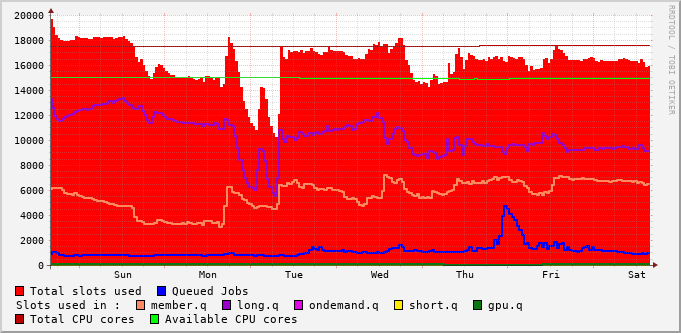 20000
18000
16000
14000
12000
10000
8000
6000
4000
2000
0
Sun Mon Tue Wed Thu Fri Sat
RRDTOOL / TOBI OETIKER
Total slots used Queued Jobs
Slots used in : member.q long.q ondemand.q short.q gpu.q
Total CPU cores Available CPU cores